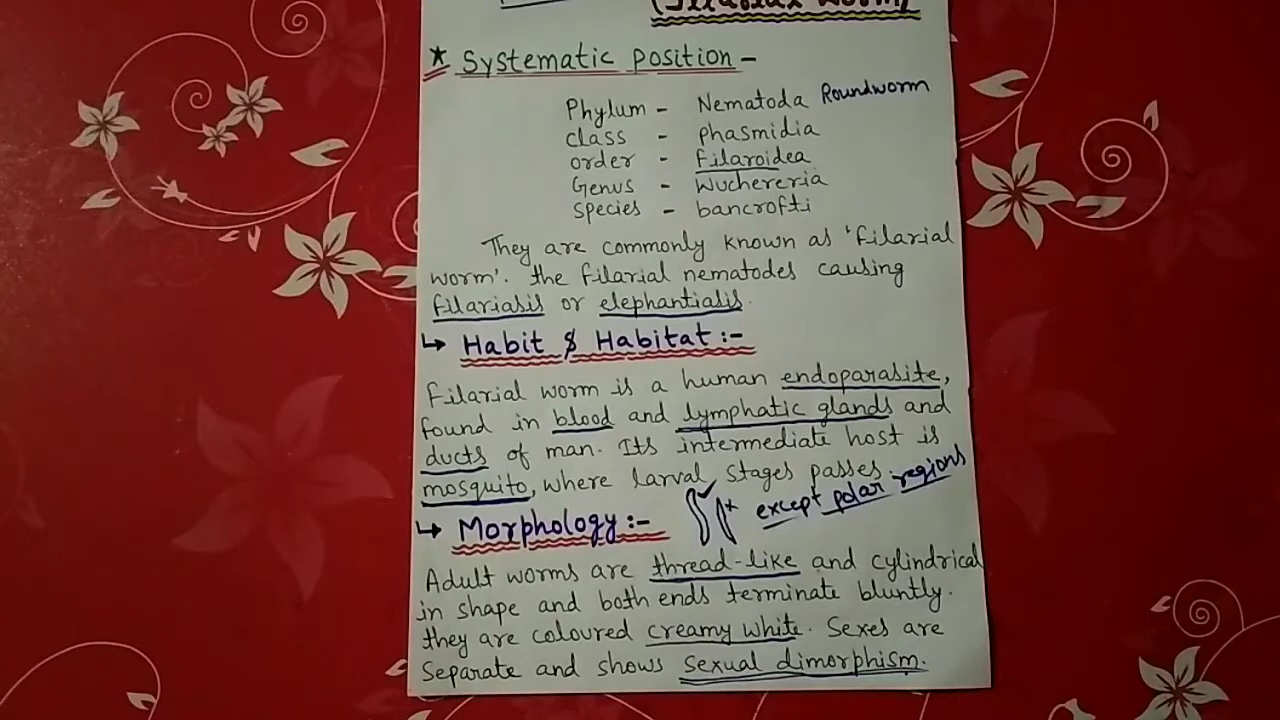 (Filarial worm)
* Systematic position -
Phylum - Nematoda Roundworm
class - phasmidia
order - Filaroidea
Genus - Wuchereria
species - bancrofti
They are commonly known as 'filarial
worm'. the filarial nematodes causing
filariasis or elephantiasis.
↳ Habit & Habitat :-
Filarial worm is a human endoparasite,
found in blood and lymphatic glands and
ducts of man. Its intermediate host is
mosquito, where larval stages passes.
except polar regions
↳ Morphology :-
Adult worms are thread-like and cylindrical
in shape and both ends terminate bluntly.
they are coloured creamy white. Sexes are
separate and shows sexual dimorphism.